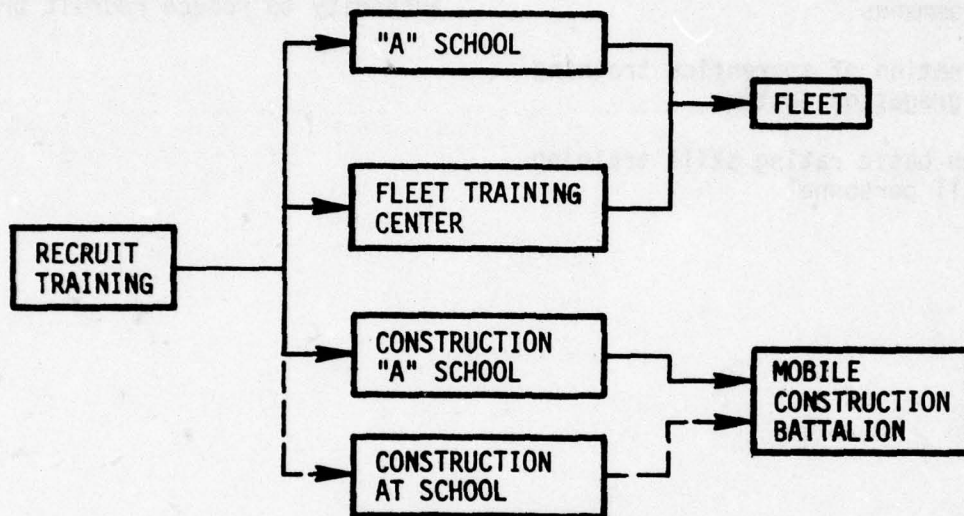 "A" SCHOOL
FLEET
FLEET TRAINING
CENTER
RECRUIT
TRAINING
CONSTRUCTION
"A" SCHOOL
MOBILE
CONSTRUCTION
BATTALION
CONSTRUCTION
AT SCHOOL